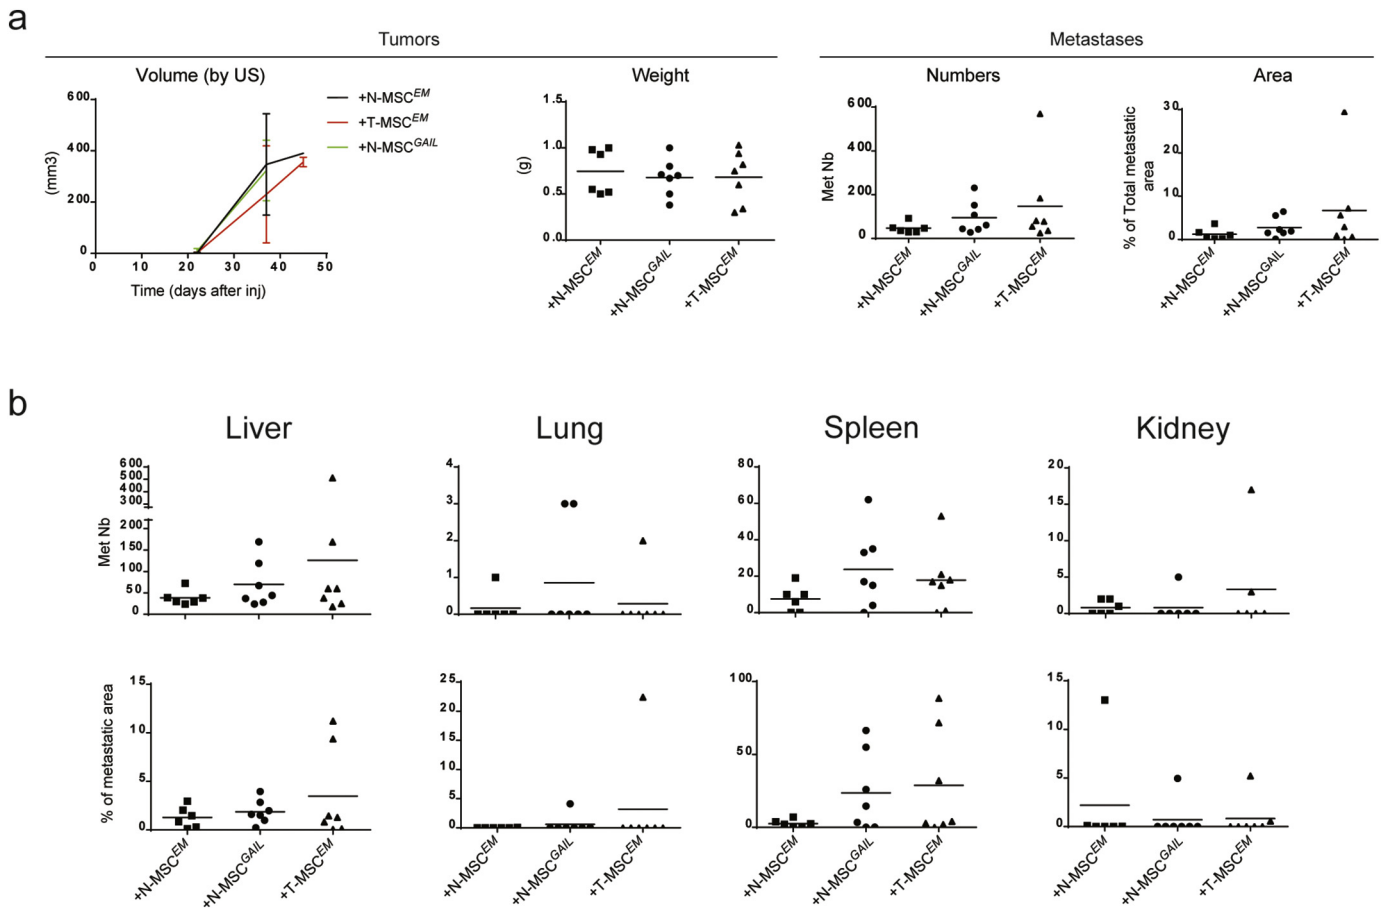 a
Tumors
Metastases
Volume (by US)
Weight
Numbers
Area
+N-MSC^EM
+T-MSC^EM
+N-MSC^GAIL
(mm3)
600
400
200
0
0 10 20 30 40 50
Time (days after inj)
(g)
1.5
1.0
0.5
0.0
+N-MSC^EM
+N-MSC^GAIL
+T-MSC^EM
Met Nb
600
400
200
0
+N-MSC^EM
+N-MSC^GAIL
+T-MSC^EM
% of Total metastatic
area
30
20
10
0
+N-MSC^EM
+N-MSC^GAIL
+T-MSC^EM
b
Liver
Lung
Spleen
Kidney
Met Nb
600
500
400
300
200
150
100
50
0
4
3
2
1
0
80
60
40
20
0
20
15
10
5
0
% of metastatic area
15
10
5
0
25
20
15
10
5
0
100
50
0
15
10
5
0
+N-MSC^EM
+N-MSC^GAIL
+T-MSC^EM
+N-MSC^EM
+N-MSC^GAIL
+T-MSC^EM
+N-MSC^EM
+N-MSC^GAIL
+T-MSC^EM
+N-MSC^EM
+N-MSC^GAIL
+T-MSC^EM